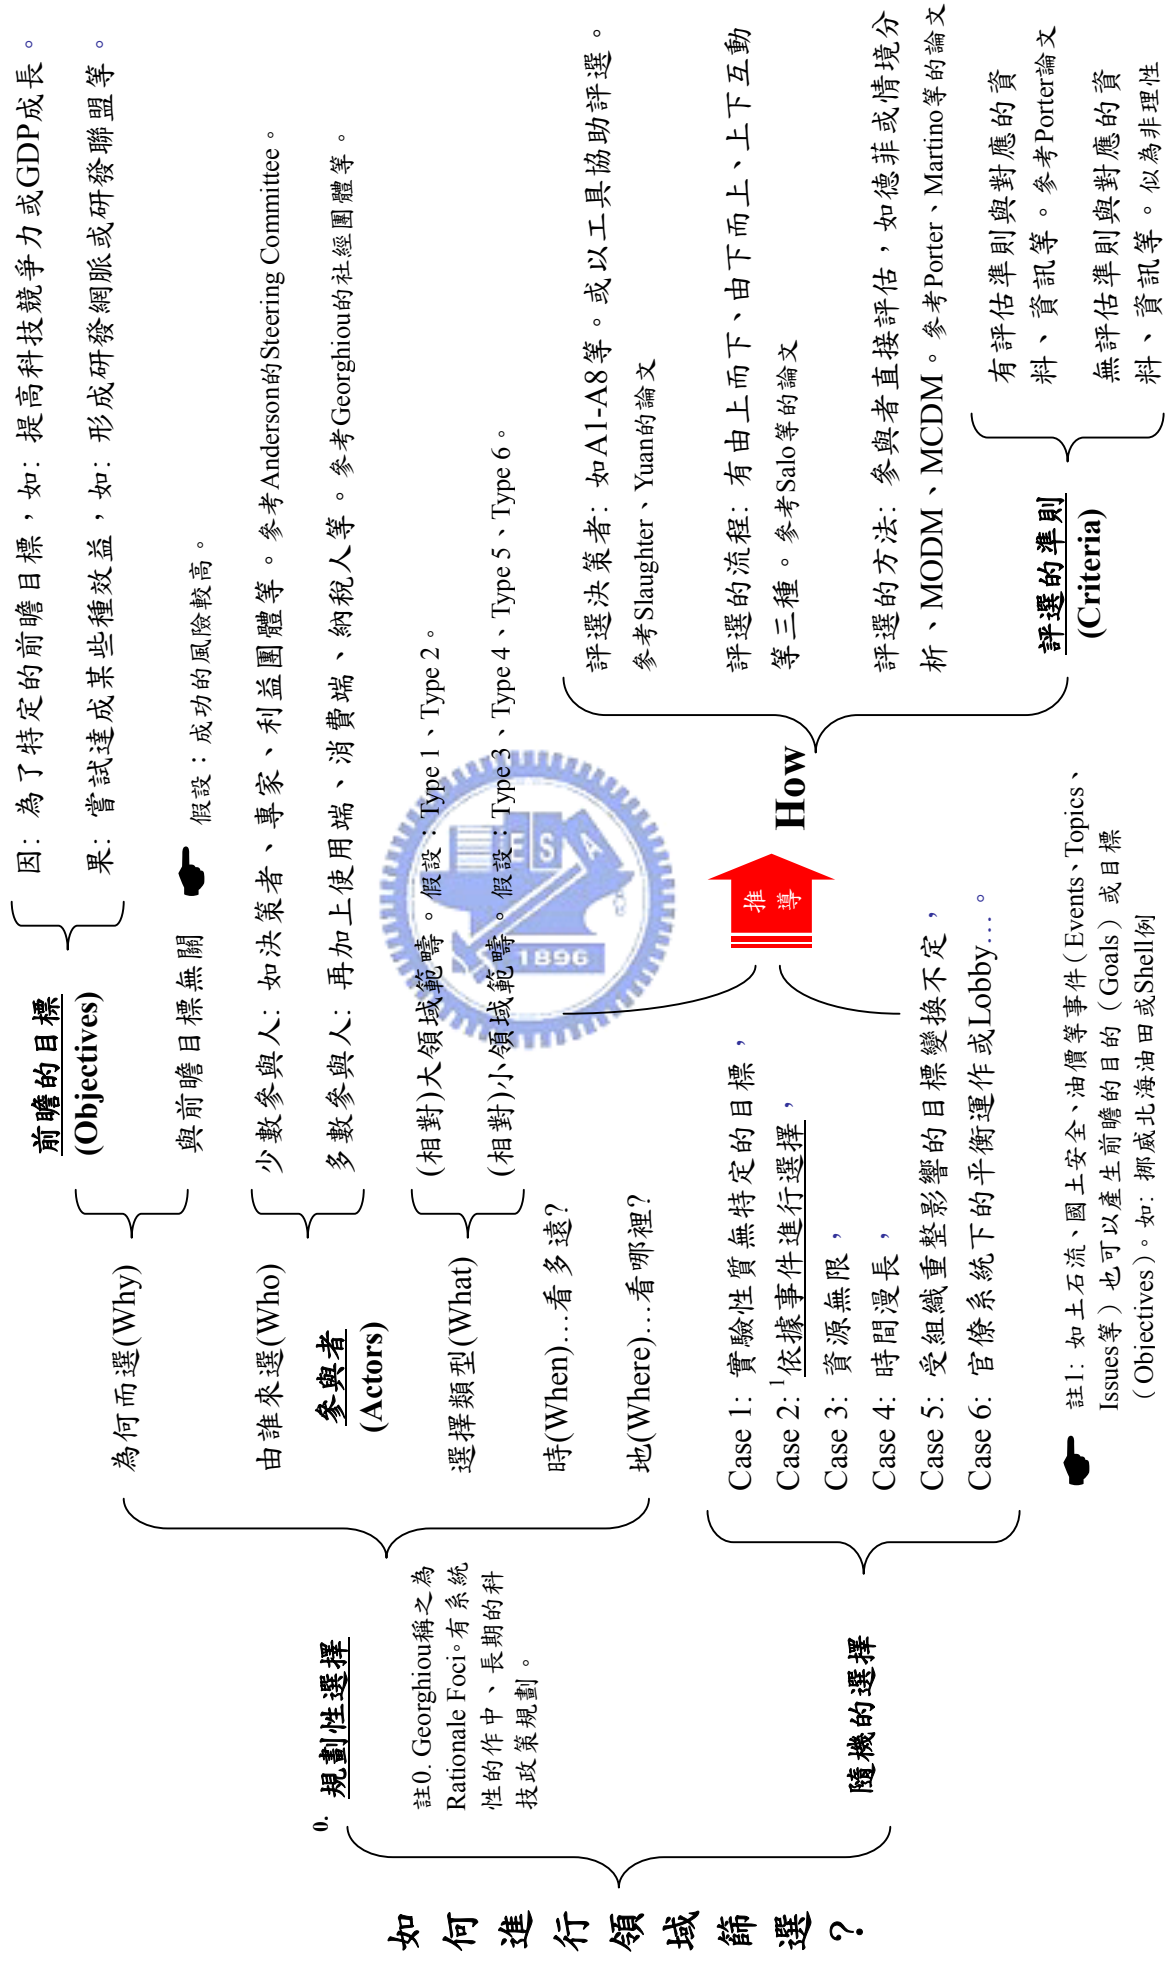 如何進行領域篩選？
0.
規劃性選擇
註0. Georghiou稱之為
Rationale Foci。有系統
性的作中、長期的科
技政策規劃。
為何而選(Why)
前瞻的目標
(Objectives)
因: 為了特定的前瞻目標，如: 提高科技競爭力或GDP成長。
果: 嘗試達成某些種效益，如: 形成研發網脈或研發聯盟等。
與前瞻目標無關
假設：成功的風險較高。
由誰來選(Who)
參與者
(Actors)
少數參與人: 如決策者、專家、利益團體等。參考Anderson的Steering Committee。
多數參與人: 再加上使用端、消費端、納稅人等。參考Georghiou的社經團體等。
選擇類型(What)
(相對)大領域範疇。假設：Type 1、Type 2。
(相對)小領域範疇。假設：Type 3、Type 4、Type 5、Type 6。
時(When)…看多遠?
地(Where)…看哪裡?
隨機的選擇
Case 1: 實驗性質無特定的目標，
Case 2: 1依據事件進行選擇，
Case 3: 資源無限，
Case 4: 時間漫長，
Case 5: 受組織重整影響的目標變換不定，
Case 6: 官僚系統下的平衡運作或Lobby…。
註1: 如土石流、國土安全、油價等事件（Events、Topics、
Issues等）也可以產生前瞻的目的（Goals）或目標
（Objectives）。如: 挪威北海油田或Shell例
推導
How
評選決策者: 如A1-A8等。或以工具協助評選。
參考Slaughter、Yuan的論文
評選的流程: 有由上而下、由下而上、上下互動
等三種。參考Salo等的論文
評選的方法: 參與者直接評估，如德菲或情境分
析、MODM、MCDM。參考Porter、Martino等的論文
評選的準則
(Criteria)
有評估準則與對應的資
料、資訊等。參考Porter論文
無評估準則與對應的資
料、資訊等。似為非理性
ES
A
1896